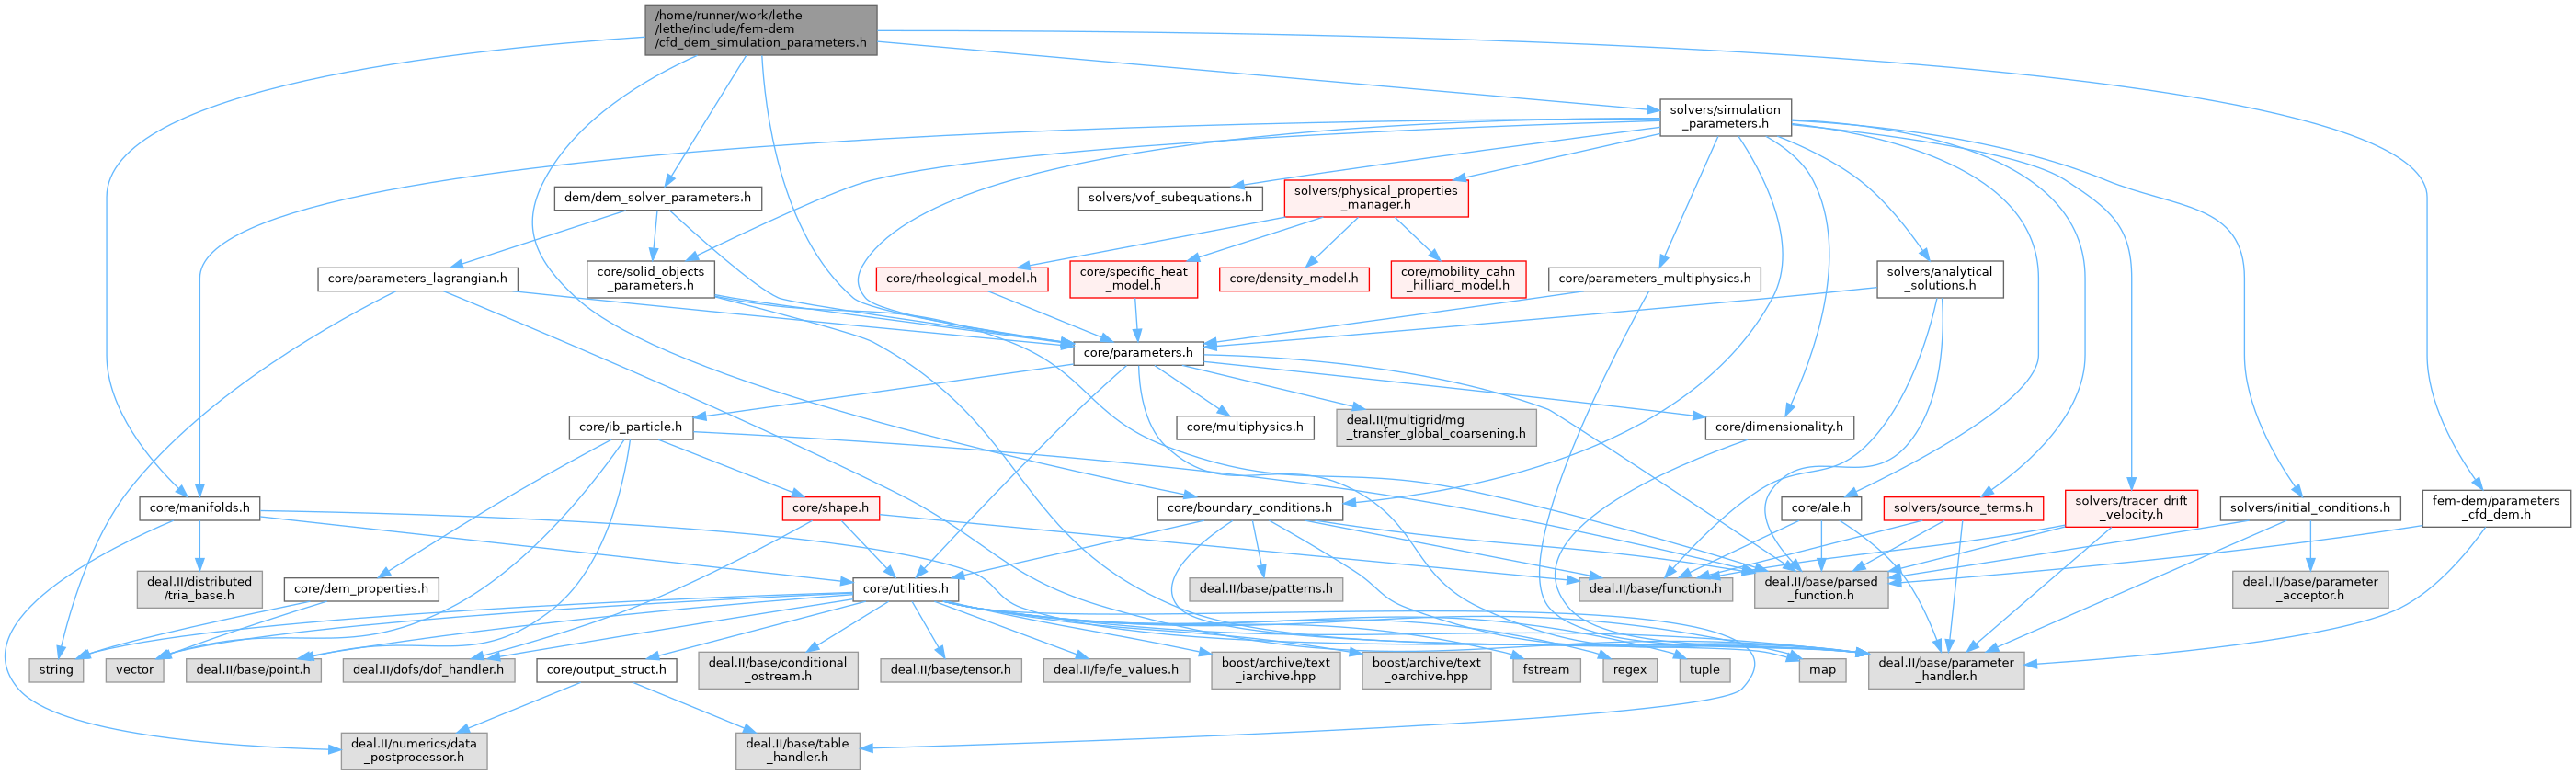 /home/runner/work/lethe
/lethe/include/fem-dem
/cfd_dem_simulation_parameters.h
solvers/simulation
_parameters.h
dem/dem_solver_parameters.h
solvers/vof_subequations.h
solvers/physical_properties
_manager.h
core/parameters_lagrangian.h
core/solid_objects
_parameters.h
core/rheological_model.h
core/specific_heat
_model.h
core/density_model.h
core/mobility_cahn
_hilliard_model.h
core/parameters_multiphysics.h
solvers/analytical
_solutions.h
core/parameters.h
core/ib_particle.h
core/multiphysics.h
deal.II/multigrid/mg
_transfer_global_coarsening.h
core/dimensionality.h
core/manifolds.h
core/shape.h
core/boundary_conditions.h
core/ale.h
solvers/source_terms.h
solvers/tracer_drift
_velocity.h
solvers/initial_conditions.h
fem-dem/parameters
_cfd_dem.h
deal.II/distributed
/tria_base.h
core/dem_properties.h
core/utilities.h
deal.II/base/patterns.h
deal.II/base/function.h
deal.II/base/parsed
_function.h
deal.II/base/parameter
_acceptor.h
string
vector
deal.II/base/point.h
deal.II/dofs/dof_handler.h
core/output_struct.h
deal.II/base/conditional
_ostream.h
deal.II/base/tensor.h
deal.II/fe/fe_values.h
boost/archive/text
_iarchive.hpp
boost/archive/text
_oarchive.hpp
fstream
regex
tuple
map
deal.II/base/parameter
_handler.h
deal.II/numerics/data
_postprocessor.h
deal.II/base/table
_handler.h